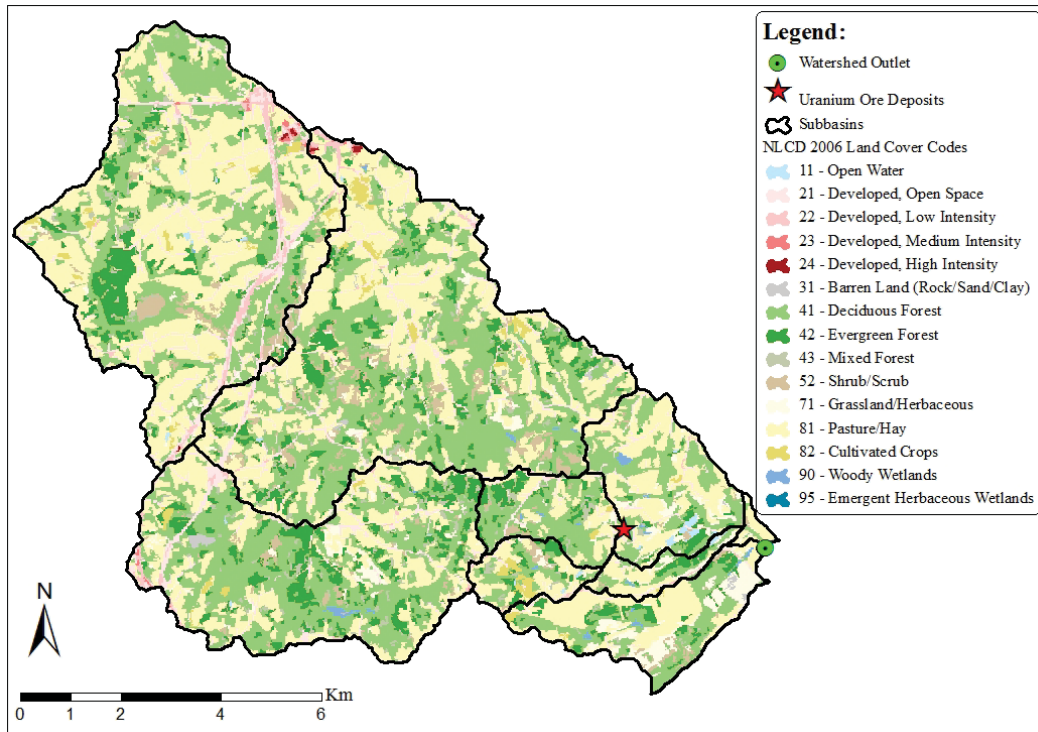 Legend:
Watershed Outlet
Uranium Ore Deposits
Subbasins
NLCD 2006 Land Cover Codes
11 - Open Water
21 - Developed, Open Space
22 - Developed, Low Intensity
23 - Developed, Medium Intensity
24 - Developed, High Intensity
31 - Barren Land (Rock/Sand/Clay)
41 - Deciduous Forest
42 - Evergreen Forest
43 - Mixed Forest
52 - Shrub/Scrub
71 - Grassland/Herbaceous
81 - Pasture/Hay
82 - Cultivated Crops
90 - Woody Wetlands
95 - Emergent Herbaceous Wetlands
N
Km
0 1 2 4 6